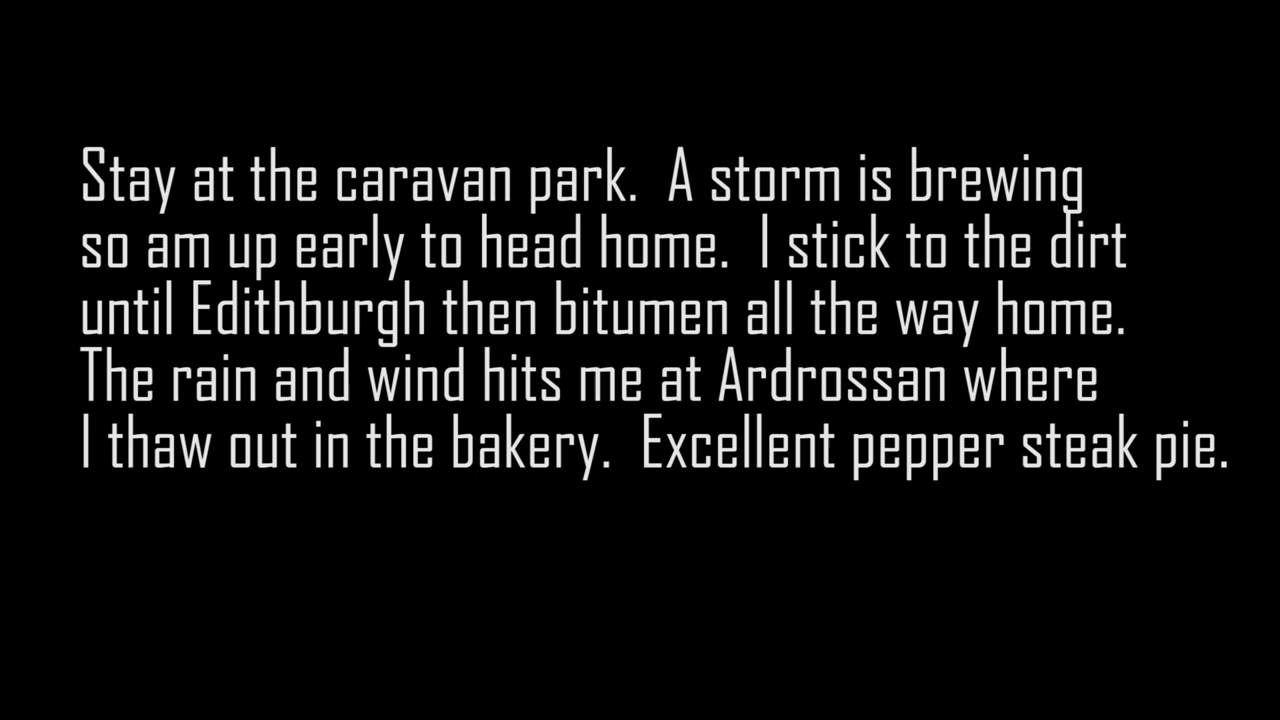 Stay at the caravan park.  A storm is brewing
so am up early to head home.  I stick to the dirt
until Edithburgh then bitumen all the way home.
The rain and wind hits me at Ardrossan where
I thaw out in the bakery.  Excellent pepper steak pie.